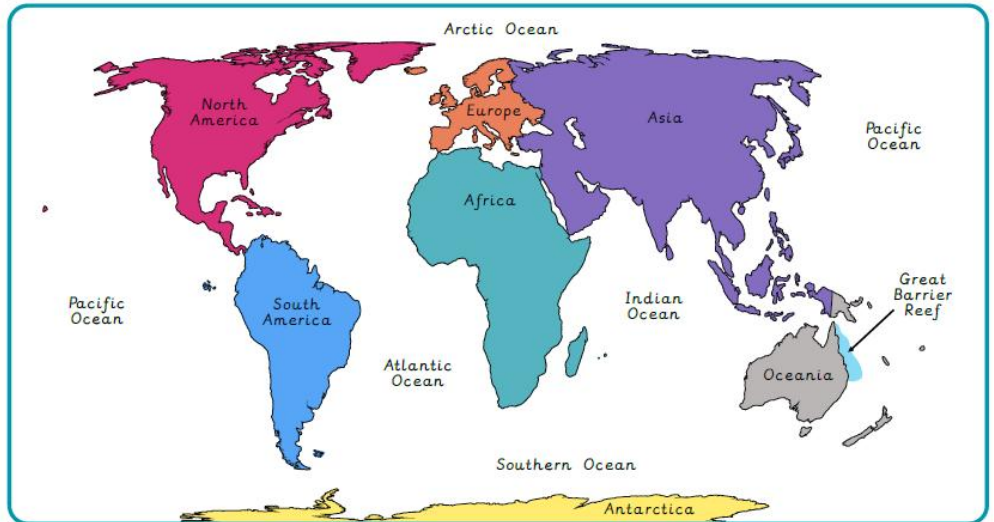 Arctic Ocean
North
America
Europe
Asia
Pacific
Ocean
Africa
Pacific
Ocean
South
America
Atlantic
Ocean
Indian
Ocean
Great
Barrier
Reef
Oceania
Southern Ocean
Antarctica